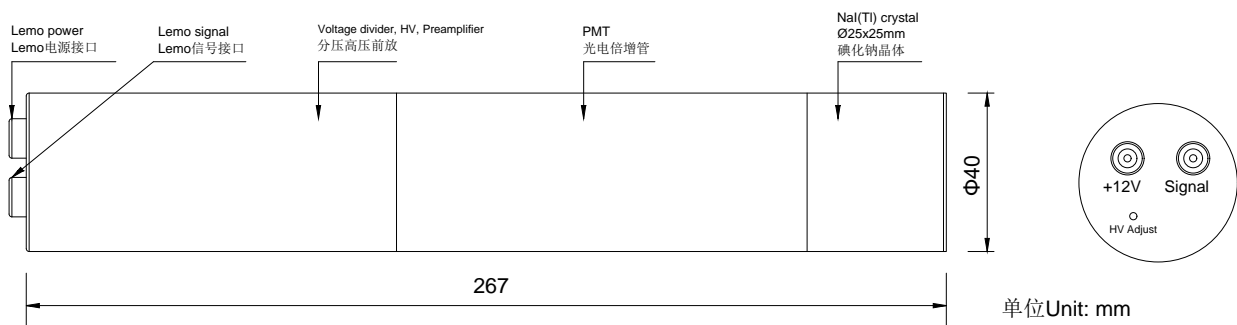 Lemo power
Lemo电源接口
Lemo signal
Lemo信号接口
Voltage divider, HV, Preamplifier
分压高压前放
PMT
光电倍增管
NaI(Tl) crystal
Ø25x25mm
碘化钠晶体
Φ40
267
+12V
Signal
HV Adjust
单位Unit: mm